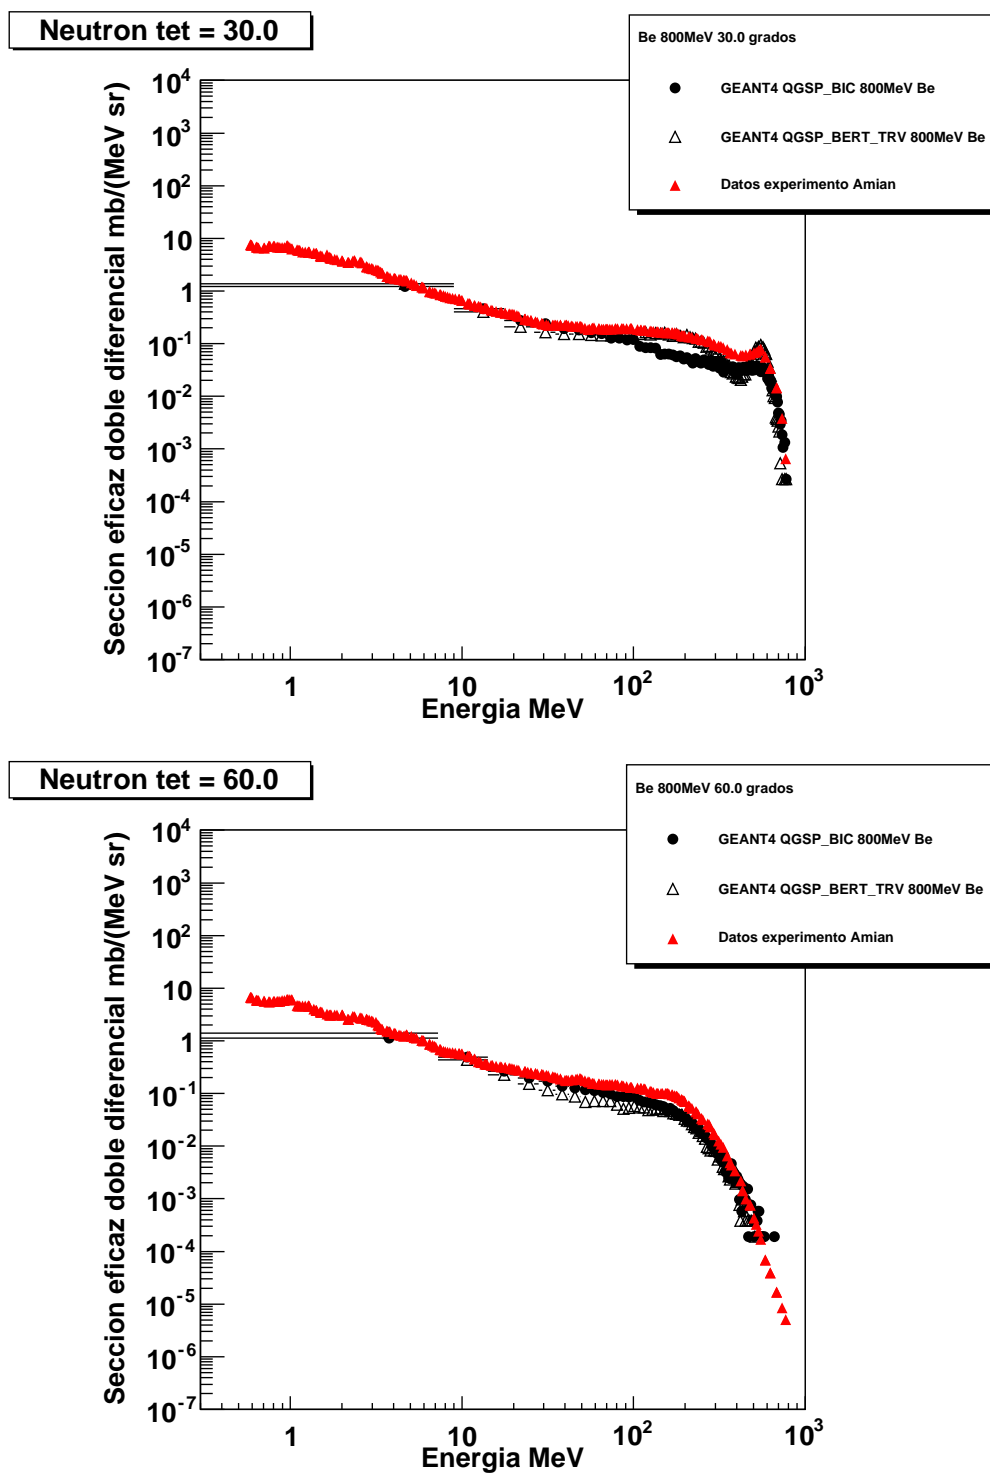 Neutron tet = 30.0
Be 800MeV 30.0 grados
GEANT4 QGSP_BIC 800MeV Be
GEANT4 QGSP_BERT_TRV 800MeV Be
Datos experimento Amian
Seccion eficaz doble diferencial mb/(MeV sr)
10^4
10^3
10^2
10
1
10^-1
10^-2
10^-3
10^-4
10^-5
10^-6
10^-7
1
10
10^2
10^3
Energia MeV
Neutron tet = 60.0
Be 800MeV 60.0 grados
GEANT4 QGSP_BIC 800MeV Be
GEANT4 QGSP_BERT_TRV 800MeV Be
Datos experimento Amian
Seccion eficaz doble diferencial mb/(MeV sr)
10^4
10^3
10^2
10
1
10^-1
10^-2
10^-3
10^-4
10^-5
10^-6
10^-7
1
10
10^2
10^3
Energia MeV